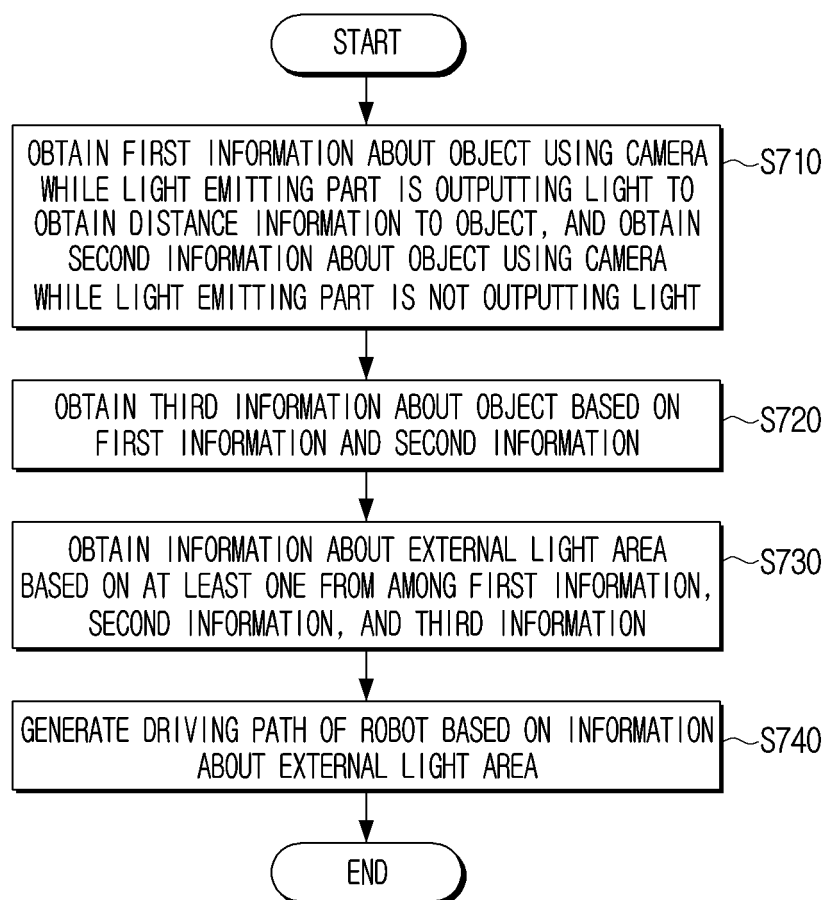 START
OBTAIN FIRST INFORMATION ABOUT OBJECT USING CAMERA
WHILE LIGHT EMITTING PART IS OUTPUTTING LIGHT TO
OBTAIN DISTANCE INFORMATION TO OBJECT, AND OBTAIN
SECOND INFORMATION ABOUT OBJECT USING CAMERA
WHILE LIGHT EMITTING PART IS NOT OUTPUTTING LIGHT
S710
OBTAIN THIRD INFORMATION ABOUT OBJECT BASED ON
FIRST INFORMATION AND SECOND INFORMATION
S720
OBTAIN INFORMATION ABOUT EXTERNAL LIGHT AREA
BASED ON AT LEAST ONE FROM AMONG FIRST INFORMATION,
SECOND INFORMATION, AND THIRD INFORMATION
S730
GENERATE DRIVING PATH OF ROBOT BASED ON INFORMATION
ABOUT EXTERNAL LIGHT AREA
S740
END